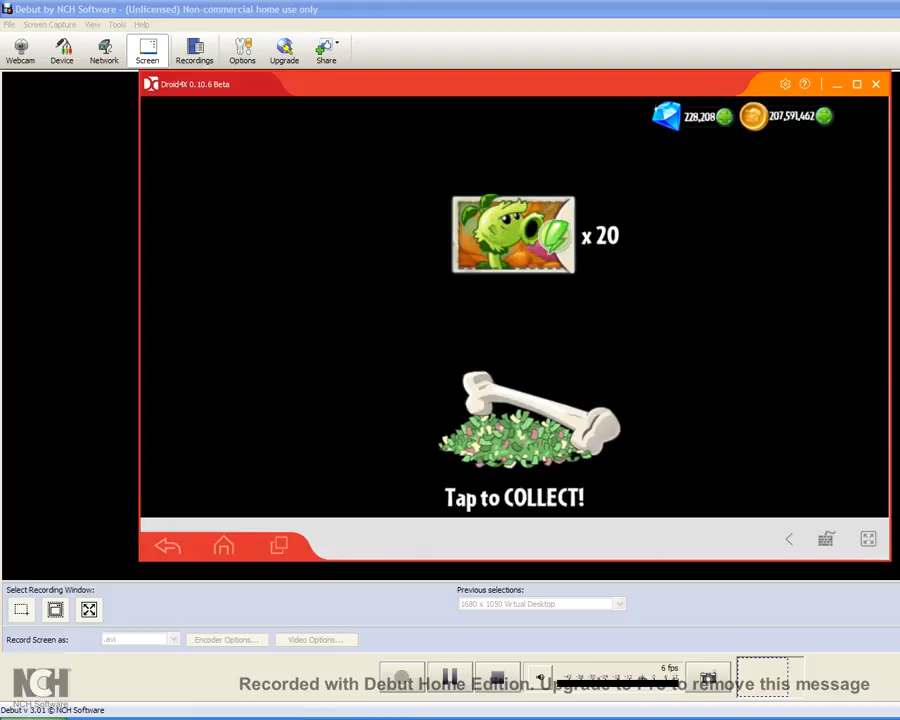 Debut by NCH Software - (Unlicensed) Non-commercial home use only
File Screen Capture View Tools Help
Webcam Device Network Screen Recordings Options Upgrade Share
Droid4X 0.10.6 Beta
228,208 207,591,462
x 20
Tap to COLLECT!
Select Recording Window: Previous selections:
1680 x 1050 Virtual Desktop
Record Screen as: .avi Encoder Options... Video Options...
6 fps
NCH
NCH Software
Recorded with Debut Home Edition. Upgrade to Pro to remove this message
Debut v 3.01 © NCH Software